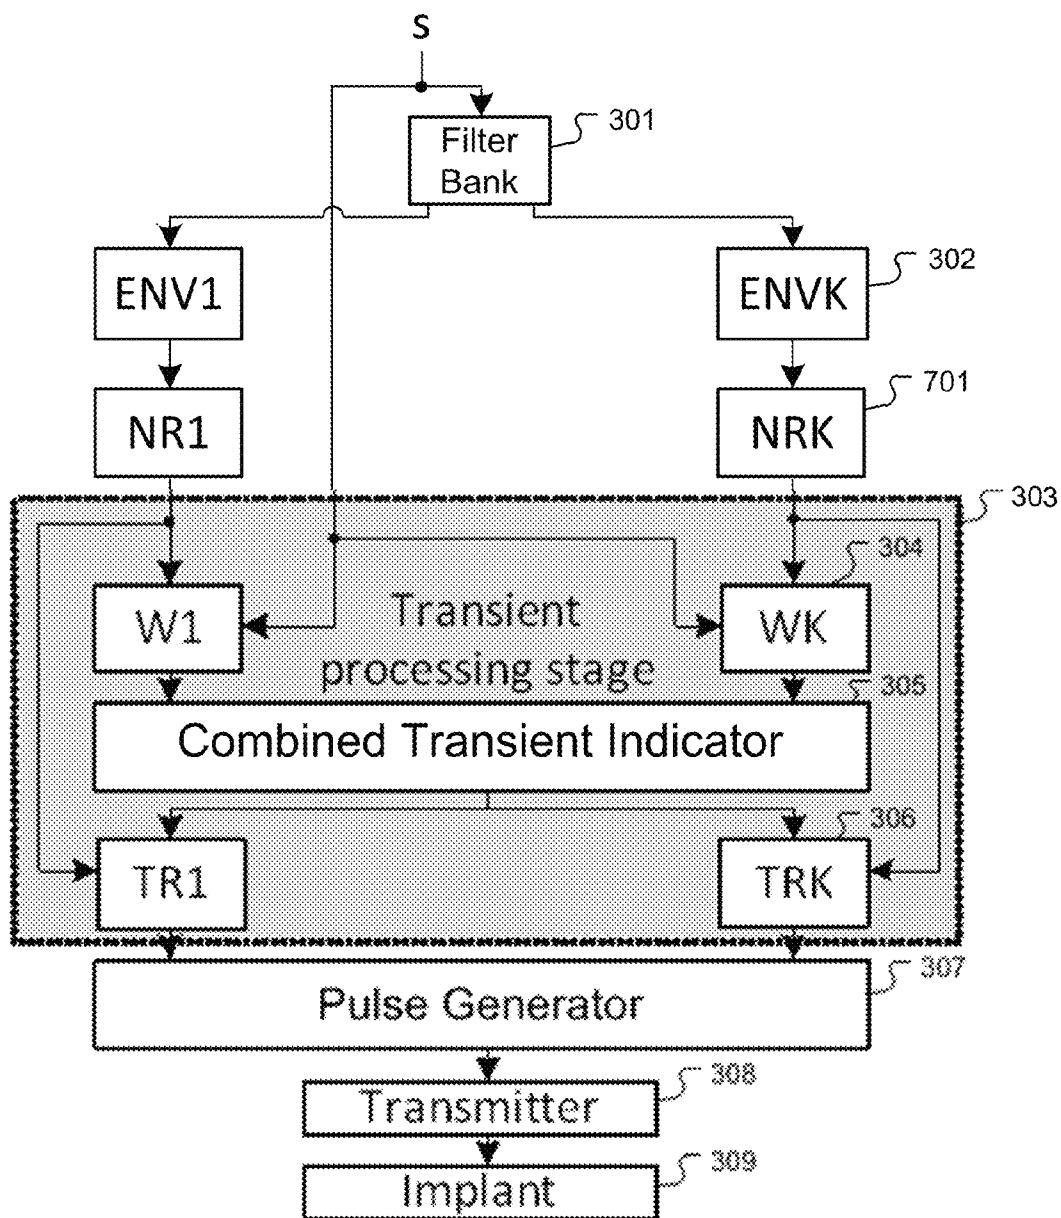 S
301
Filter
Bank
ENV1
ENVK
302
NR1
NRK
701
303
304
W1
Transient
processing stage
WK
305
Combined Transient Indicator
306
TR1
TRK
307
Pulse Generator
308
Transmitter
309
Implant